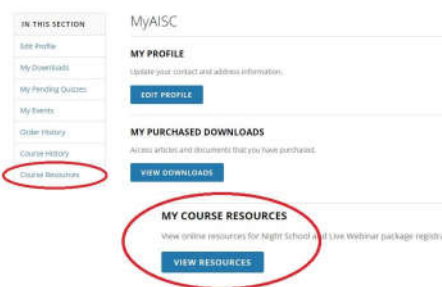 IN THIS SECTION
Edit Profile
My Downloads
My Pending Quizzes
My Events
Order History
Course History
Course Resources
MyAISC
MY PROFILE
Update your contact and address information.
EDIT PROFILE
MY PURCHASED DOWNLOADS
Access articles and documents that you have purchased.
VIEW DOWNLOADS
MY COURSE RESOURCES
View online resources for Night School and Live Webinar package registra
VIEW RESOURCES